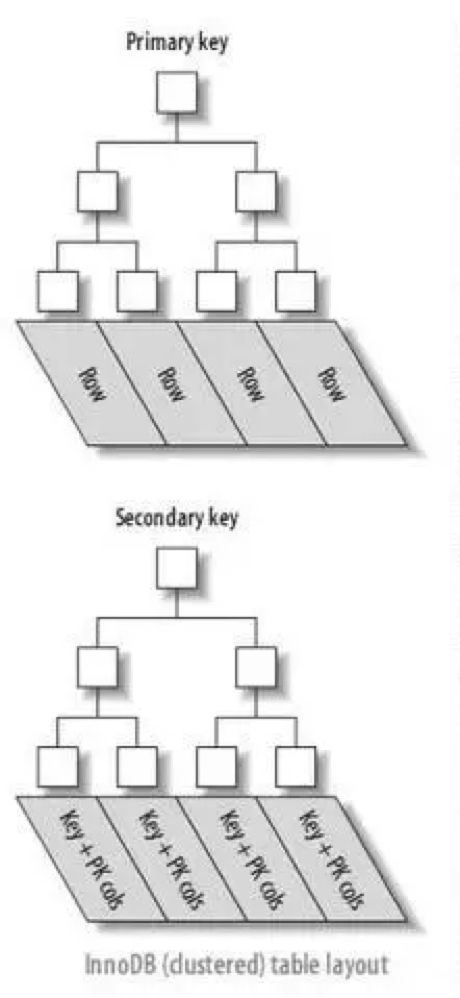 Primary key
Row
Row
Row
Row
Secondary key
Key + PK cols
Key + PK cols
Key + PK cols
Key + PK cols
InnoDB (clustered) table layout